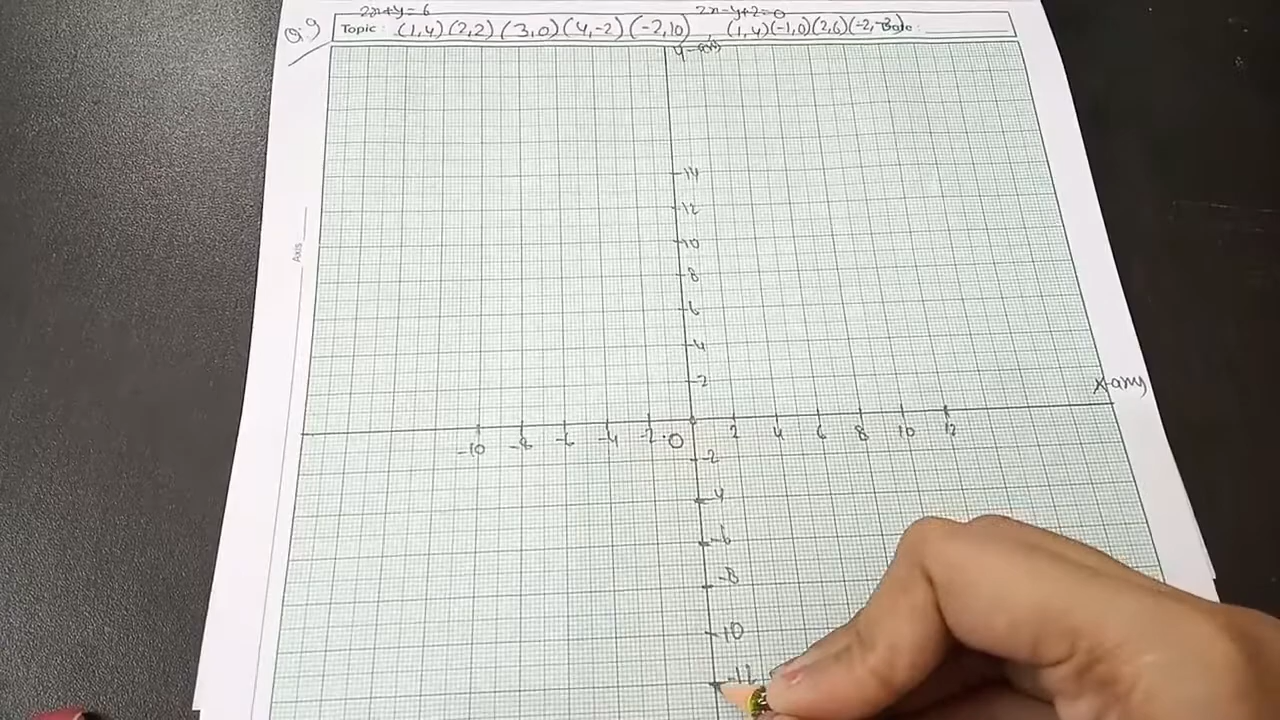 2x+y=6 2x-y+2=0
Q.9
Topic : (1,4) (2,2) (3,0) (4,-2) (-2,10) , (1,4) (-1,0) (2,6) (-2,-2)
y-axis
Axis
14
12
10
8
6
4
2
X-axis
-10 -8 -6 -4 -2 0 2 4 6 8 10 12
-2
-4
-6
-8
-10
-12